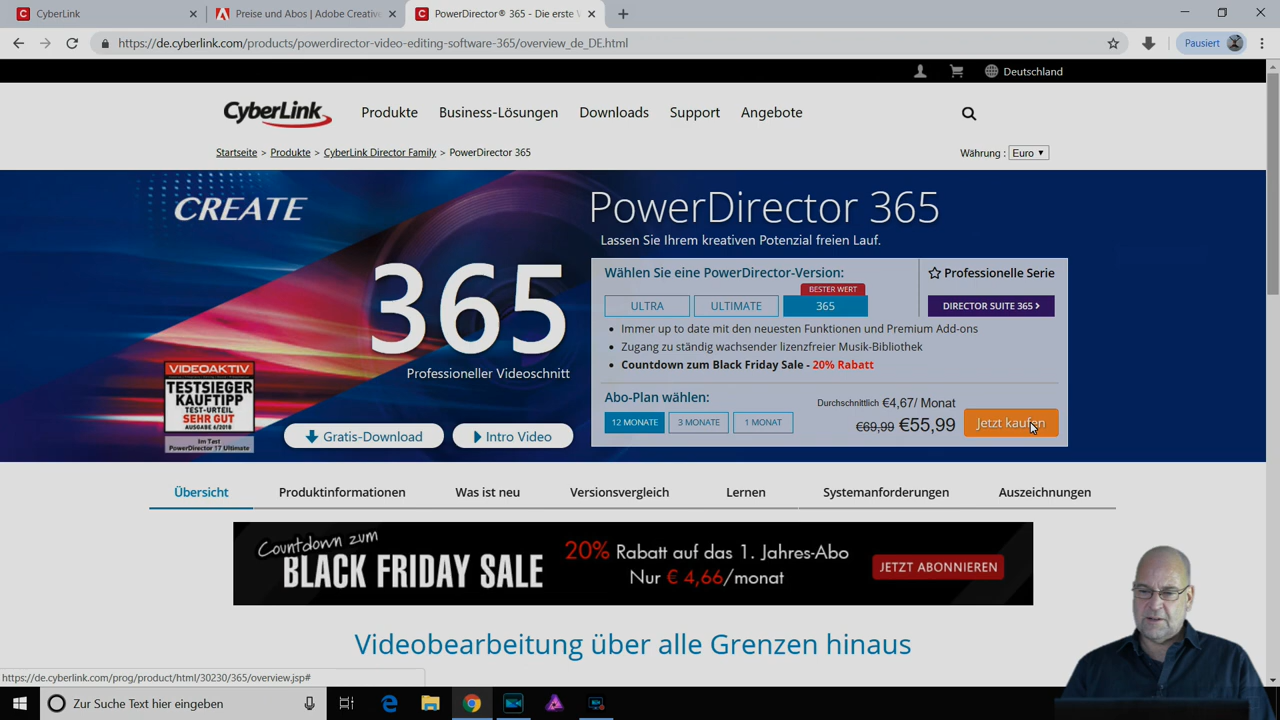 CyberLink
Preise und Abos | Adobe Creative
PowerDirector® 365 - Die erste V
https://de.cyberlink.com/products/powerdirector-video-editing-software-365/overview_de_DE.html
Pausiert
Deutschland
CyberLink
Produkte
Business-Lösungen
Downloads
Support
Angebote
Startseite > Produkte > CyberLink Director Family > PowerDirector 365
Währung : Euro
CREATE
365
Professioneller Videoschnitt
VIDEOAKTIV
TESTSIEGER
KAUFTIPP
TEST-URTEIL
SEHR GUT
AUSGABE 6/2018
Im Test
PowerDirector 17 Ultimate
Gratis-Download
Intro Video
PowerDirector 365
Lassen Sie Ihrem kreativen Potenzial freien Lauf.
Wählen Sie eine PowerDirector-Version:
Professionelle Serie
BESTER WERT
ULTRA
ULTIMATE
365
DIRECTOR SUITE 365
Immer up to date mit den neuesten Funktionen und Premium Add-ons
Zugang zu ständig wachsender lizenzfreier Musik-Bibliothek
Countdown zum Black Friday Sale - 20% Rabatt
Abo-Plan wählen:
12 MONATE
3 MONATE
1 MONAT
Durchschnittlich €4,67/ Monat
€69,99 €55,99
Jetzt kaufen
Übersicht
Produktinformationen
Was ist neu
Versionsvergleich
Lernen
Systemanforderungen
Auszeichnungen
Countdown zum
BLACK FRIDAY SALE
20% Rabatt auf das 1. Jahres-Abo
Nur € 4,66/monat
JETZT ABONNIEREN
Videobearbeitung über alle Grenzen hinaus
https://de.cyberlink.com/prog/product/html/30230/365/overview.jsp#
Zur Suche Text hier eingeben